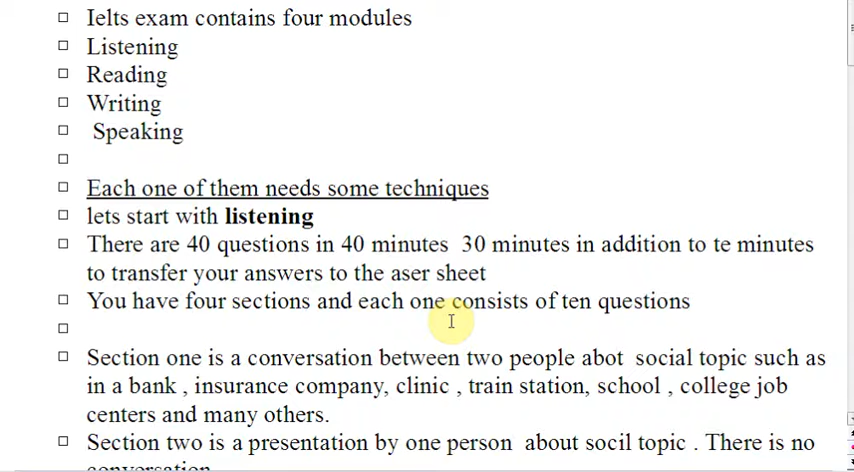 Ielts exam contains four modules
Listening
Reading
Writing
Speaking
Each one of them needs some techniques
lets start with listening
There are 40 questions in 40 minutes 30 minutes in addition to te minutes
to transfer your answers to the aser sheet
You have four sections and each one consists of ten questions
Section one is a conversation between two people abot social topic such as
in a bank , insurance company, clinic , train station, school , college job
centers and many others.
Section two is a presentation by one person about socil topic . There is no
conversation